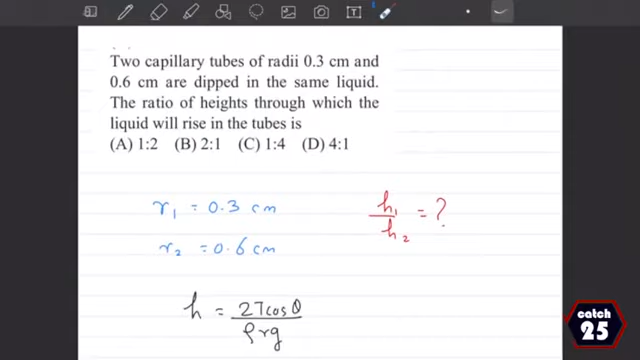 Two capillary tubes of radii 0.3 cm and
0.6 cm are dipped in the same liquid.
The ratio of heights through which the
liquid will rise in the tubes is
(A) 1:2 (B) 2:1 (C) 1:4 (D) 4:1
r₁ = 0.3 cm
h₁/h₂ = ?
r₂ = 0.6 cm
h = 2Tcosθ/ρrg
catch
25